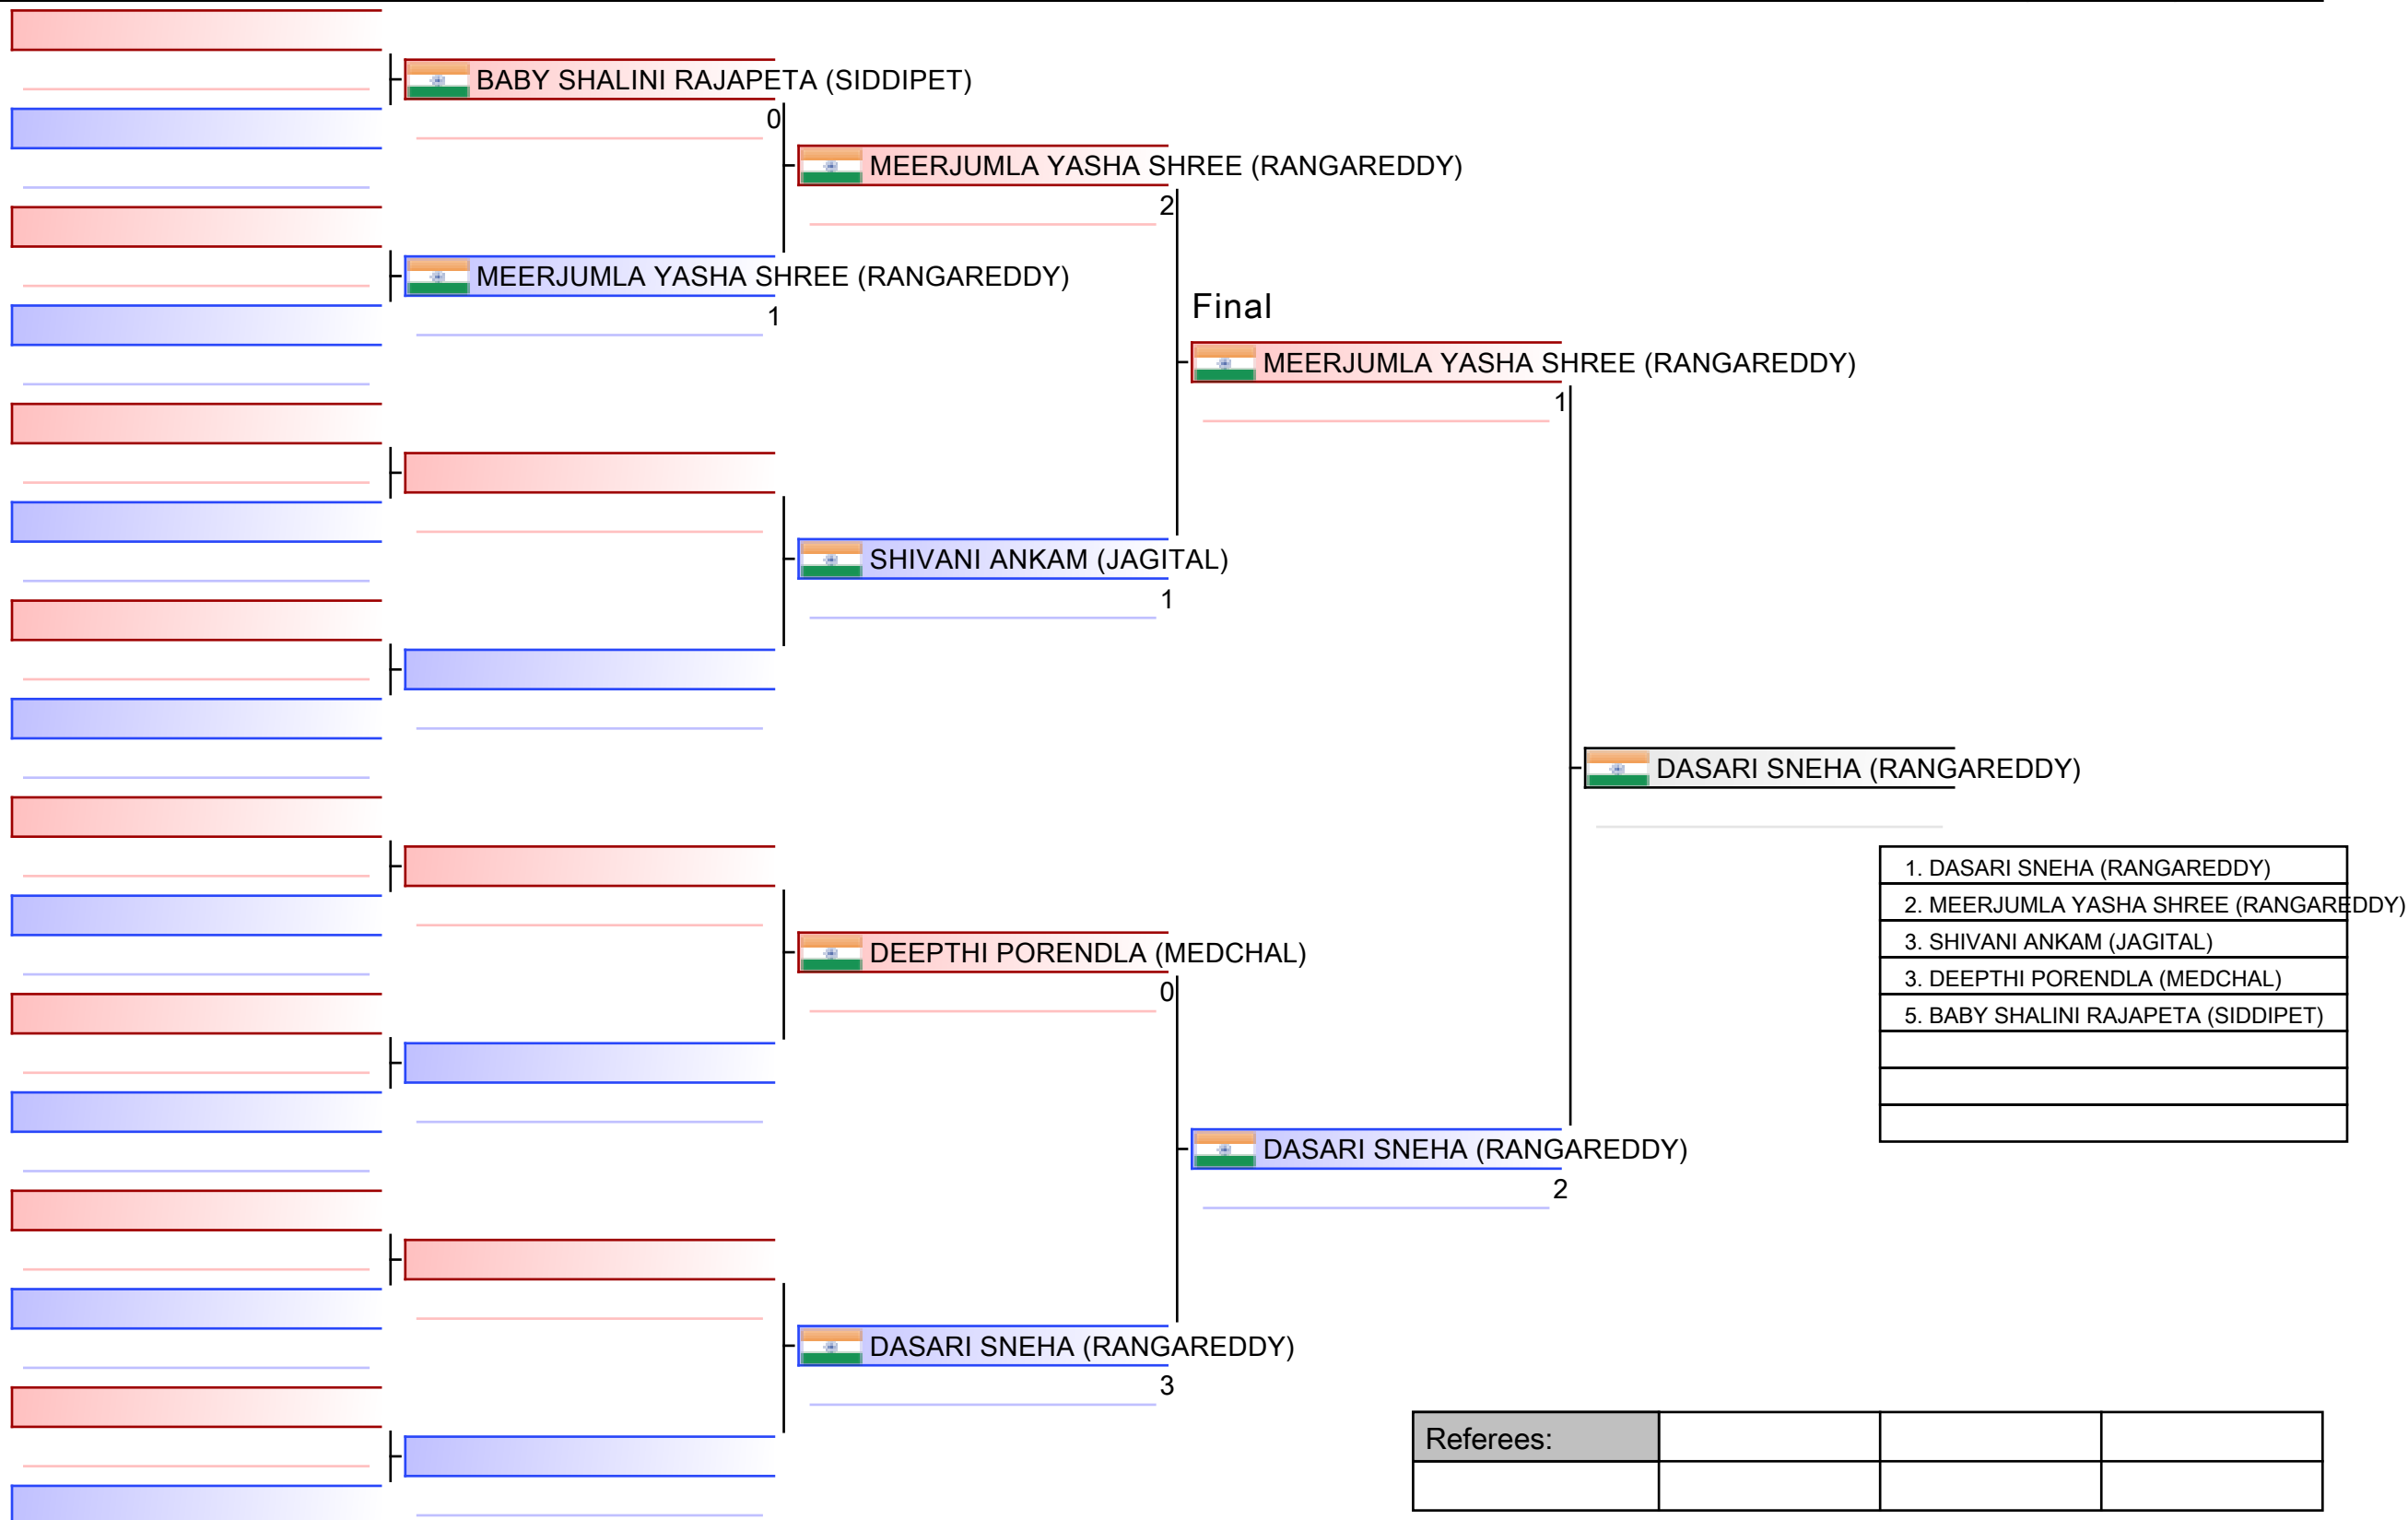 BABY SHALINI RAJAPETA (SIDDIPET)
0
MEERJUMLA YASHA SHREE (RANGAREDDY)
2
MEERJUMLA YASHA SHREE (RANGAREDDY)
1
Final
MEERJUMLA YASHA SHREE (RANGAREDDY)
1
SHIVANI ANKAM (JAGITAL)
1
DASARI SNEHA (RANGAREDDY)
1. DASARI SNEHA (RANGAREDDY)
2. MEERJUMLA YASHA SHREE (RANGAREDDY)
3. SHIVANI ANKAM (JAGITAL)
3. DEEPTHI PORENDLA (MEDCHAL)
5. BABY SHALINI RAJAPETA (SIDDIPET)
DEEPTHI PORENDLA (MEDCHAL)
0
DASARI SNEHA (RANGAREDDY)
2
DASARI SNEHA (RANGAREDDY)
3
Referees: